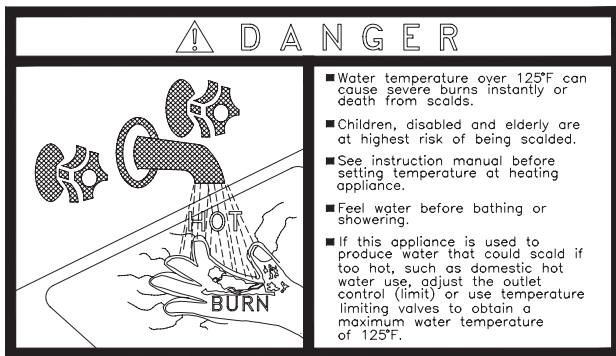 DANGER
HOT
BURN
■ Water temperature over 125°F can
cause severe burns instantly or
death from scalds.
■ Children, disabled and elderly are
at highest risk of being scalded.
■ See instruction manual before
setting temperature at heating
appliance.
■ Feel water before bathing or
showering.
■ If this appliance is used to
produce water that could scald if
too hot, such as domestic hot
water use, adjust the outlet
control (limit) or use temperature
limiting valves to obtain a
maximum water temperature
of 125°F.